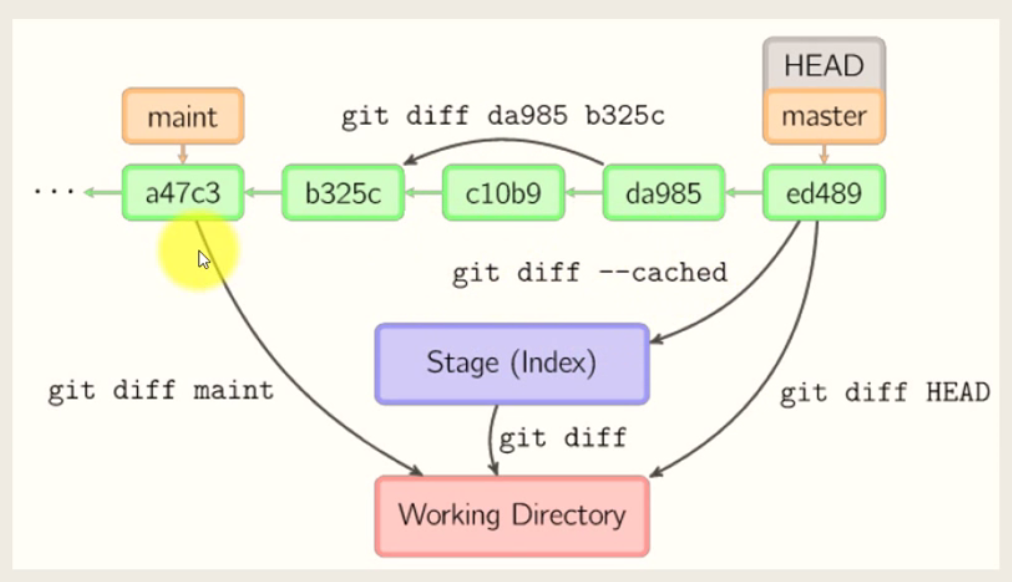 HEAD
maint
git diff da985 b325c
master
...
a47c3
b325c
c10b9
da985
ed489
git diff --cached
Stage (Index)
git diff maint
git diff HEAD
git diff
Working Directory